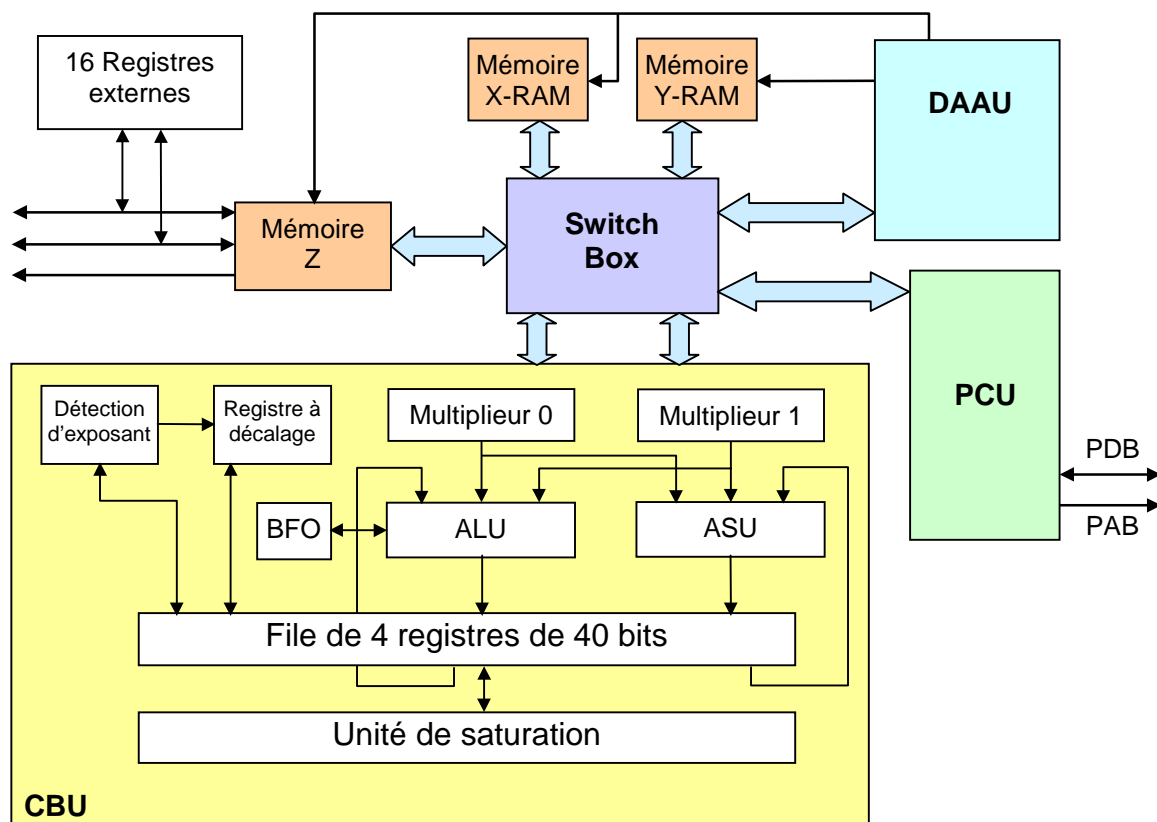 16 Registres
externes
Mémoire
X-RAM
Mémoire
Y-RAM
DAAU
Mémoire
Z
Switch
Box
PCU
PDB
PAB
Détection
d'exposant
Registre à
décalage
Multiplieur 0
Multiplieur 1
BFO
ALU
ASU
File de 4 registres de 40 bits
Unité de saturation
CBU